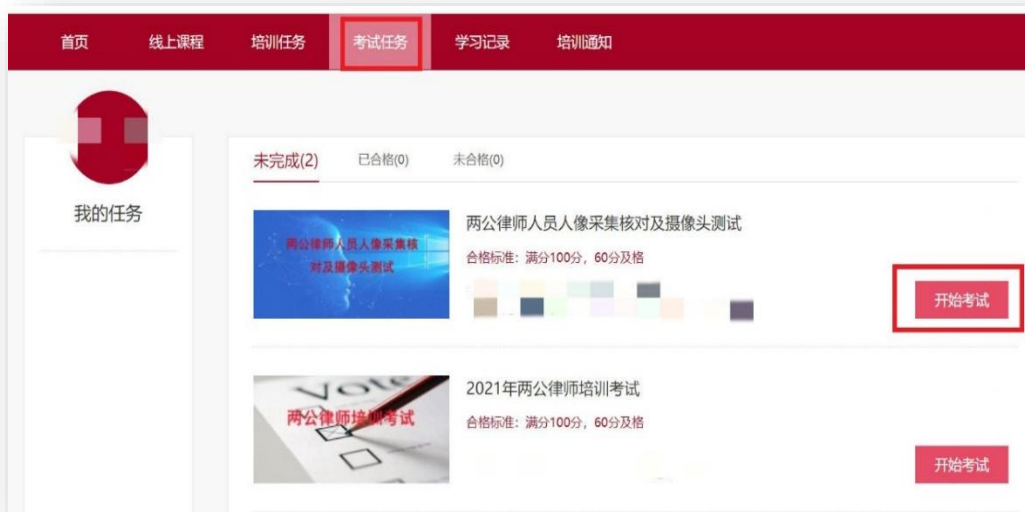 首页 线上课程 培训任务 考试任务 学习记录 培训通知
我的任务
未完成(2) 已合格(0) 未合格(0)
两公律师人员人像采集核
对及摄像头测试
两公律师人员人像采集核对及摄像头测试
合格标准：满分100分，60分及格
开始考试
Vote
两公律师培训考试
2021年两公律师培训考试
合格标准：满分100分，60分及格
开始考试